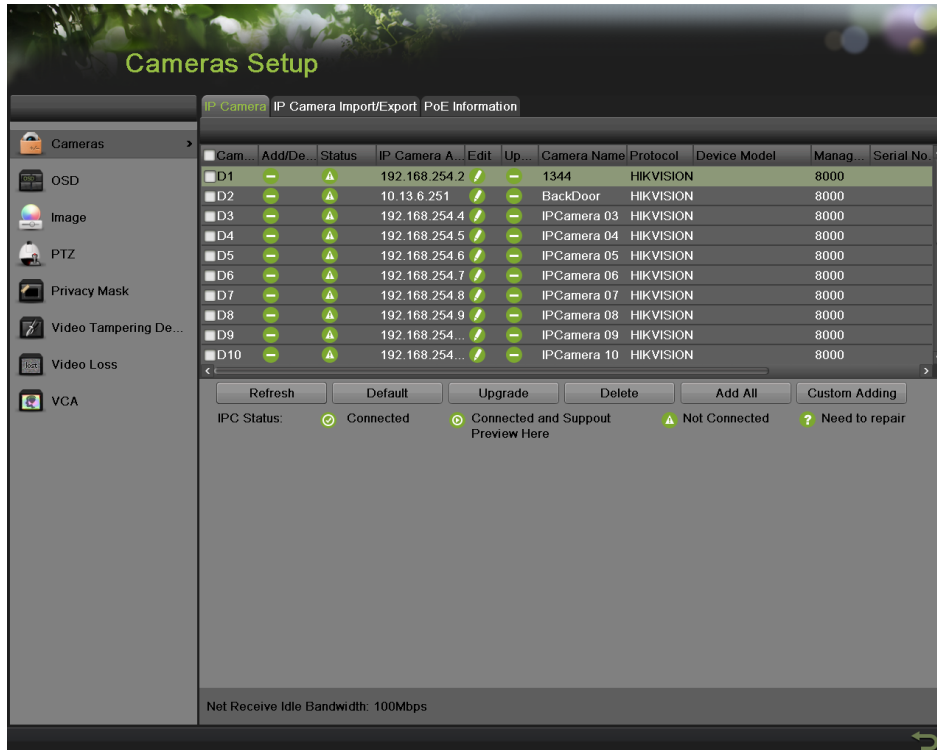 Cameras Setup
IP Camera IP Camera Import/Export PoE Information
Cameras
OSD
Image
PTZ
Privacy Mask
Video Tampering De...
Video Loss
VCA
Cam... Add/De... Status IP Camera A... Edit Up... Camera Name Protocol Device Model Manag... Serial No.
D1 192.168.254.2 1344 HIKVISION 8000
D2 10.13.6.251 BackDoor HIKVISION 8000
D3 192.168.254.4 IPCamera 03 HIKVISION 8000
D4 192.168.254.5 IPCamera 04 HIKVISION 8000
D5 192.168.254.6 IPCamera 05 HIKVISION 8000
D6 192.168.254.7 IPCamera 06 HIKVISION 8000
D7 192.168.254.8 IPCamera 07 HIKVISION 8000
D8 192.168.254.9 IPCamera 08 HIKVISION 8000
D9 192.168.254... IPCamera 09 HIKVISION 8000
D10 192.168.254... IPCamera 10 HIKVISION 8000
Refresh Default Upgrade Delete Add All Custom Adding
IPC Status: Connected Connected and Suppout Not Connected Need to repair
Preview Here
Net Receive Idle Bandwidth: 100Mbps